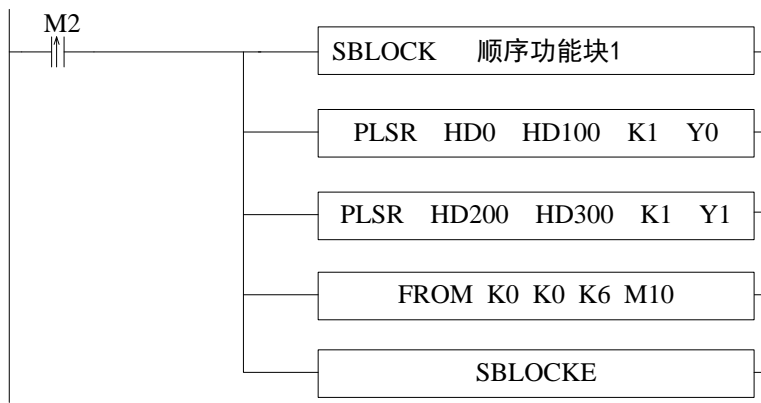 M2
SBLOCK 顺序功能块1
PLSR HD0 HD100 K1 Y0
PLSR HD200 HD300 K1 Y1
FROM K0 K0 K6 M10
SBLOCKE